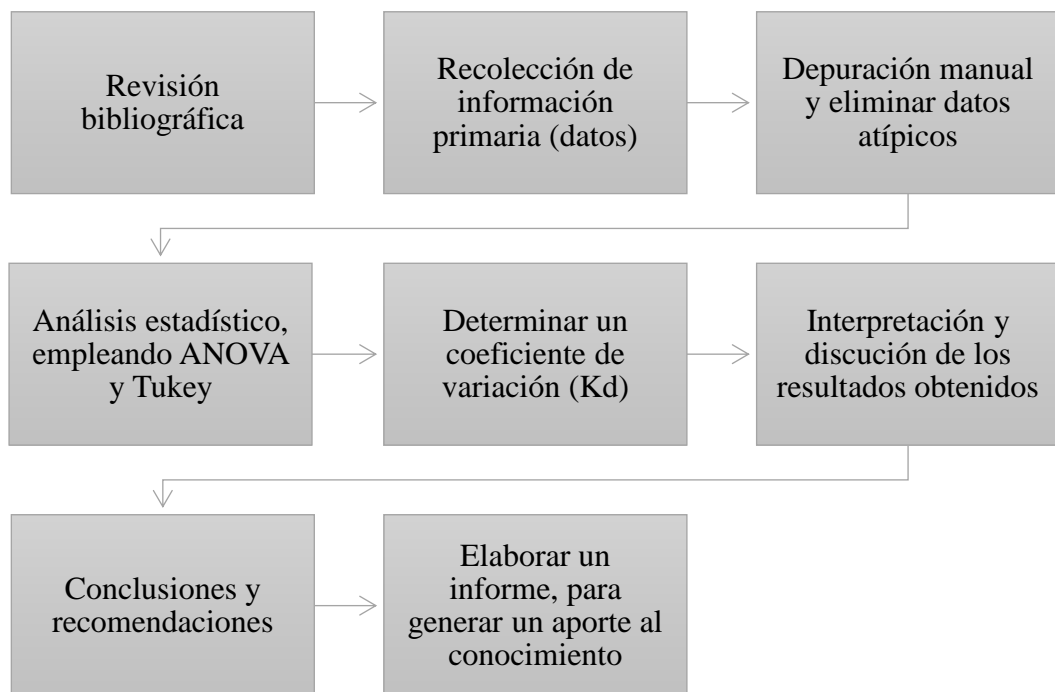 Revisión
bibliográfica
Recolección de
información
primaria (datos)
Depuración manual
y eliminar datos
atípicos
Análisis estadístico,
empleando ANOVA
y Tukey
Determinar un
coeficiente de
variación (Kd)
Interpretación y
discución de los
resultados obtenidos
Conclusiones y
recomendaciones
Elaborar un
informe, para
generar un aporte al
conocimiento